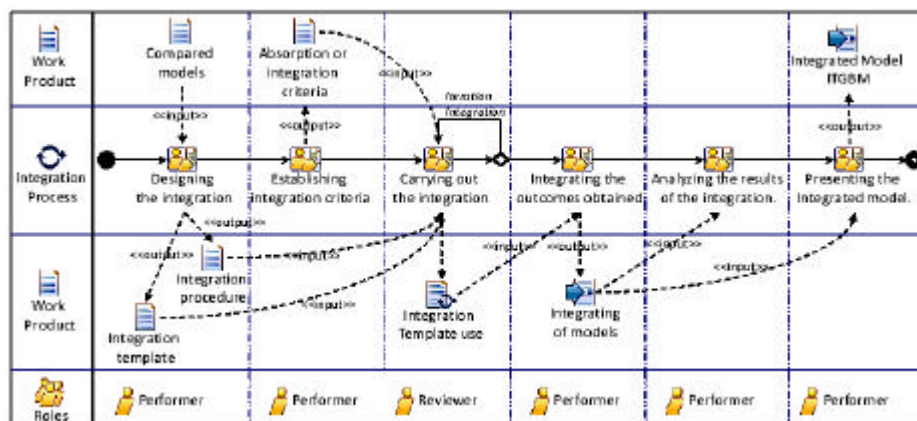 Work
Product
Compared
models
Absorption or
integration
criteria
Integrated Model
ITGBM
<<input>>
<<input>>
Iteration
Integration
<<output>>
<<output>>
Integration
Process
Designing
the integration
Establishing
integration criteria
Carrying out
the integration
Integrating the
outcomes obtained
Analyzing the results
of the integration.
Presenting the
Integrated model.
<<output>>
<<output>>
<<input>>
<<input>>
<<input>>
<<output>>
<<input>>
<<input>>
Work
Product
Integration
procedure
Integration
template
Integration
Template use
Integrating
of models
Roles
Performer
Performer
Reviewer
Performer
Performer
Performer